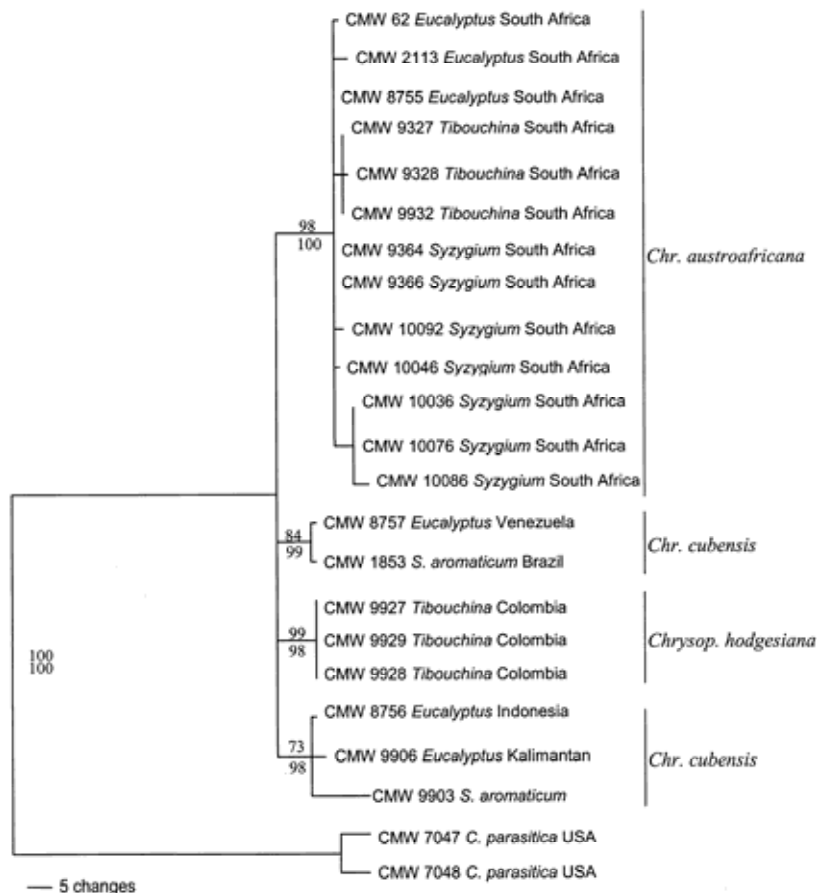 CMW 62 Eucalyptus South Africa
CMW 2113 Eucalyptus South Africa
CMW 8755 Eucalyptus South Africa
CMW 9327 Tibouchina South Africa
CMW 9328 Tibouchina South Africa
CMW 9932 Tibouchina South Africa
98
100
CMW 9364 Syzygium South Africa
Chr. austroafricana
CMW 9366 Syzygium South Africa
CMW 10092 Syzygium South Africa
CMW 10046 Syzygium South Africa
CMW 10036 Syzygium South Africa
CMW 10076 Syzygium South Africa
CMW 10086 Syzygium South Africa
CMW 8757 Eucalyptus Venezuela
84
99
Chr. cubensis
CMW 1853 S. aromaticum Brazil
CMW 9927 Tibouchina Colombia
99
98
CMW 9929 Tibouchina Colombia
Chrysop. hodgesiana
100
100
CMW 9928 Tibouchina Colombia
CMW 8756 Eucalyptus Indonesia
73
98
CMW 9906 Eucalyptus Kalimantan
Chr. cubensis
CMW 9903 S. aromaticum
CMW 7047 C. parasitica USA
CMW 7048 C. parasitica USA
5 changes